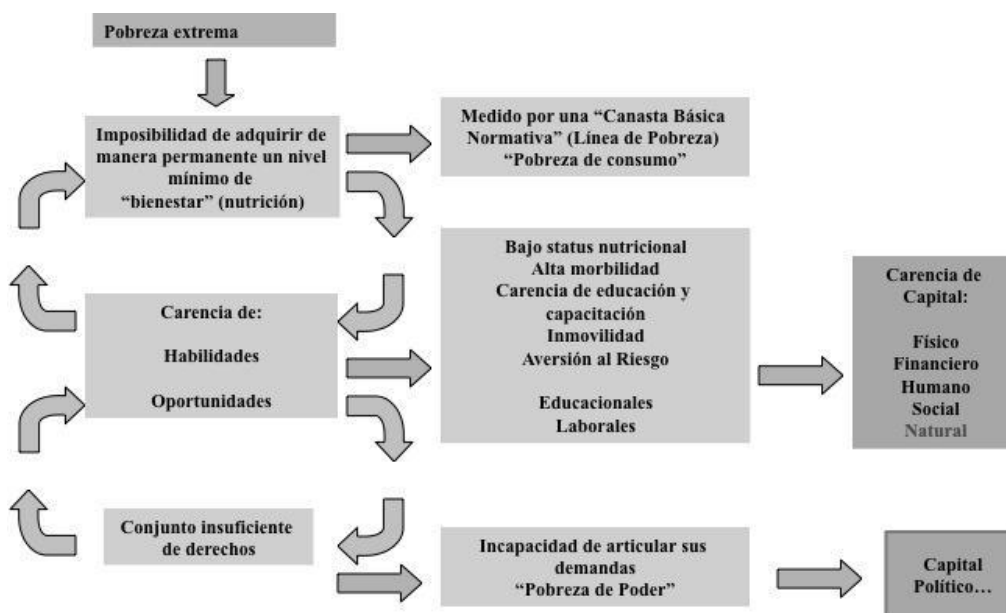 Pobreza extrema
Imposibilidad de adquirir de
manera permanente un nivel
mínimo de
“bienestar” (nutrición)
Medido por una “Canasta Básica
Normativa” (Línea de Pobreza)
“Pobreza de consumo”
Carencia de:
Habilidades
Oportunidades
Bajo status nutricional
Alta morbilidad
Carencia de educación y
capacitación
Inmovilidad
Aversión al Riesgo
Educacionales
Laborales
Carencia de
Capital:
Físico
Financiero
Humano
Social
Natural
Conjunto insuficiente
de derechos
Incapacidad de articular sus
demandas
“Pobreza de Poder”
Capital
Político…